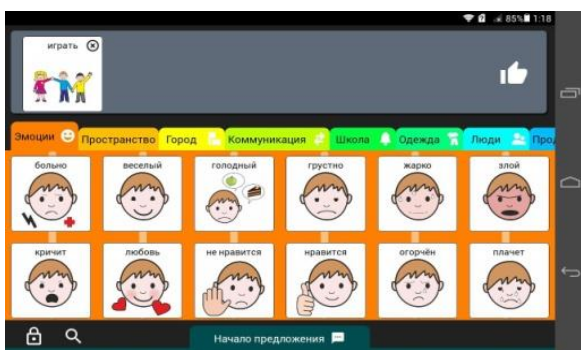 85% 1:18
играть
Эмоции Пространство Город Коммуникация Школа Одежда Люди Прод
больно веселый голодный грустно жарко злой
кричит любовь не нравится нравится огорчён плачет
Начало предложения